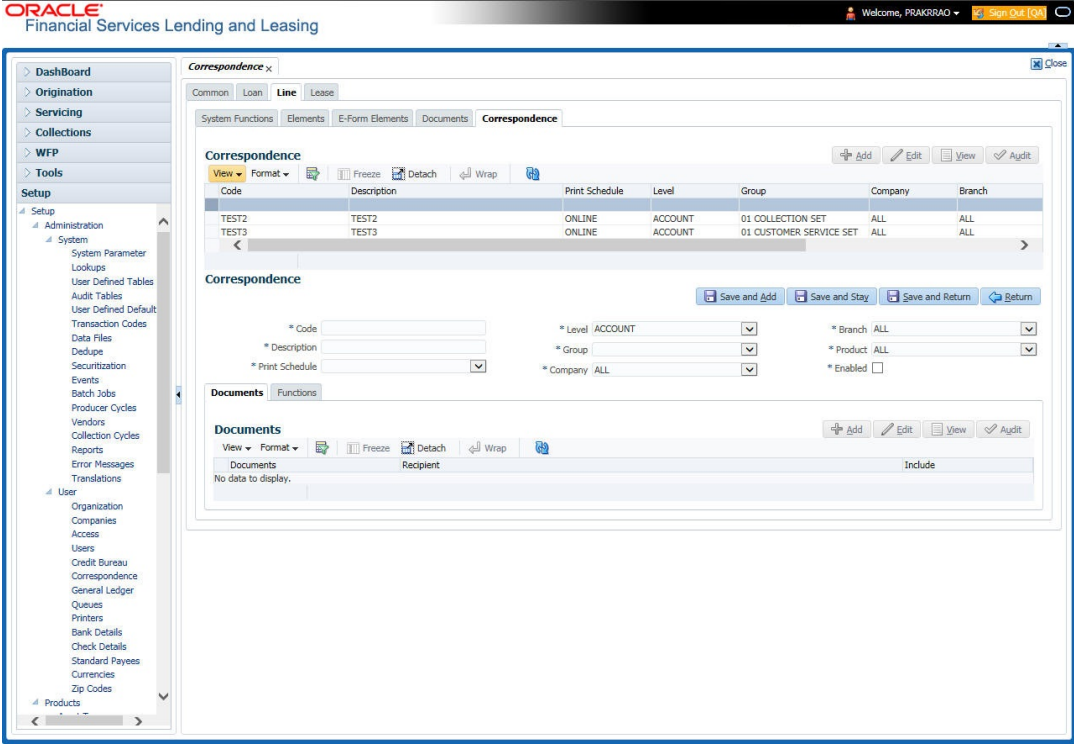 ORACLE
Financial Services Lending and Leasing
Welcome, PRAKRRAO
Sign Out [QA]
DashBoard
Origination
Servicing
Collections
WFP
Tools
Setup
Setup
Administration
System
System Parameter
Lookups
User Defined Tables
Audit Tables
User Defined Default
Transaction Codes
Data Files
Dedupe
Securitization
Events
Batch Jobs
Producer Cycles
Vendors
Collection Cycles
Reports
Error Messages
Translations
User
Organization
Companies
Access
Users
Credit Bureau
Correspondence
General Ledger
Queues
Printers
Bank Details
Check Details
Standard Payees
Currencies
Zip Codes
Products
Correspondence x
Close
Common Loan Line Lease
System Functions Elements E-Form Elements Documents Correspondence
Correspondence
Add Edit View Audit
View Format Freeze Detach Wrap
Code Description Print Schedule Level Group Company Branch
TEST2 TEST2 ONLINE ACCOUNT 01 COLLECTION SET ALL ALL
TEST3 TEST3 ONLINE ACCOUNT 01 CUSTOMER SERVICE SET ALL ALL
Correspondence
Save and Add Save and Stay Save and Return Return
* Code * Level ACCOUNT * Branch ALL
* Description * Group * Product ALL
* Print Schedule * Company ALL * Enabled
Documents Functions
Documents
Add Edit View Audit
View Format Freeze Detach Wrap
Documents Recipient Include
No data to display.